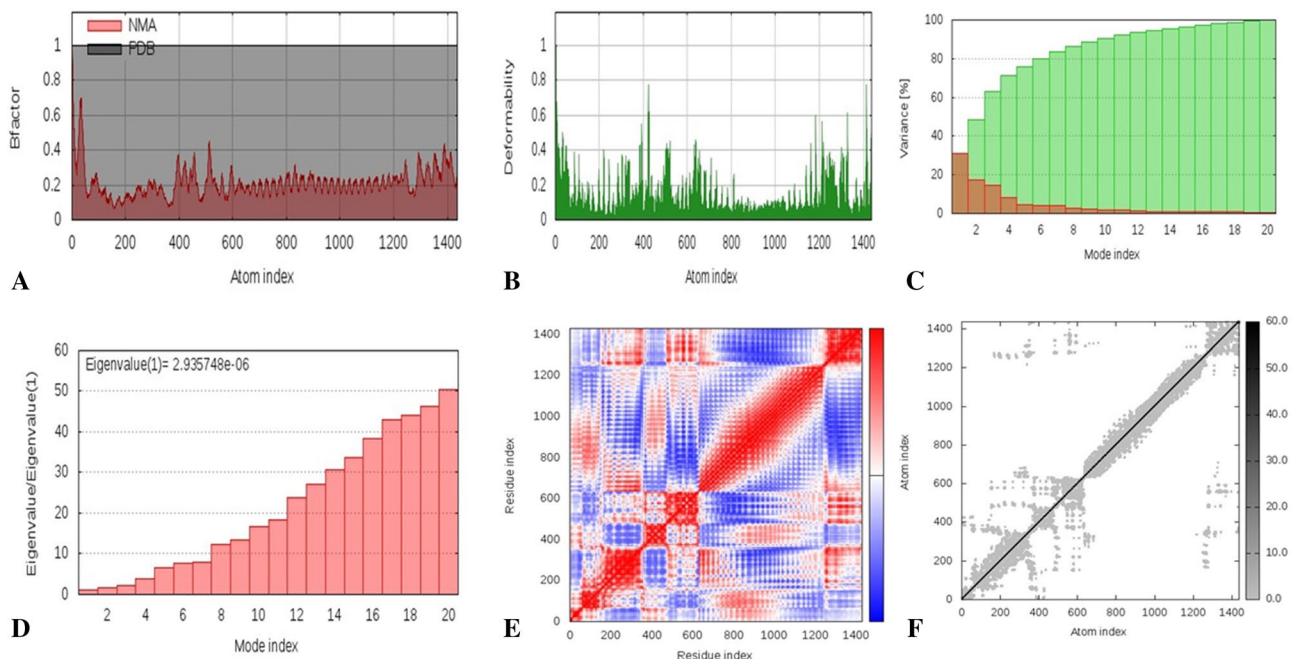 NMA
PDB
1
0.8
0.6
0.4
0.2
0
Bfactor
0 200 400 600 800 1000 1200 1400
Atom index
A
1
0.8
0.6
0.4
0.2
0
Deformability
0 200 400 600 800 1000 1200 1400
Atom index
B
100
80
60
40
20
0
Variance [%]
2 4 6 8 10 12 14 16 18 20
Mode index
C
60
50
40
30
20
10
0
Eigenvalue(1)= 2.935748e-06
Eigenvalue/Eigenvalue(1)
2 4 6 8 10 12 14 16 18 20
Mode index
D
1400
1200
1000
800
600
400
200
0
Residue index
0 200 400 600 800 1000 1200 1400
Residue index
E
1400
1200
1000
800
600
400
200
0
Atom index
0 200 400 600 800 1000 1200 1400
Atom index
60.0
50.0
40.0
30.0
20.0
10.0
0.0
F